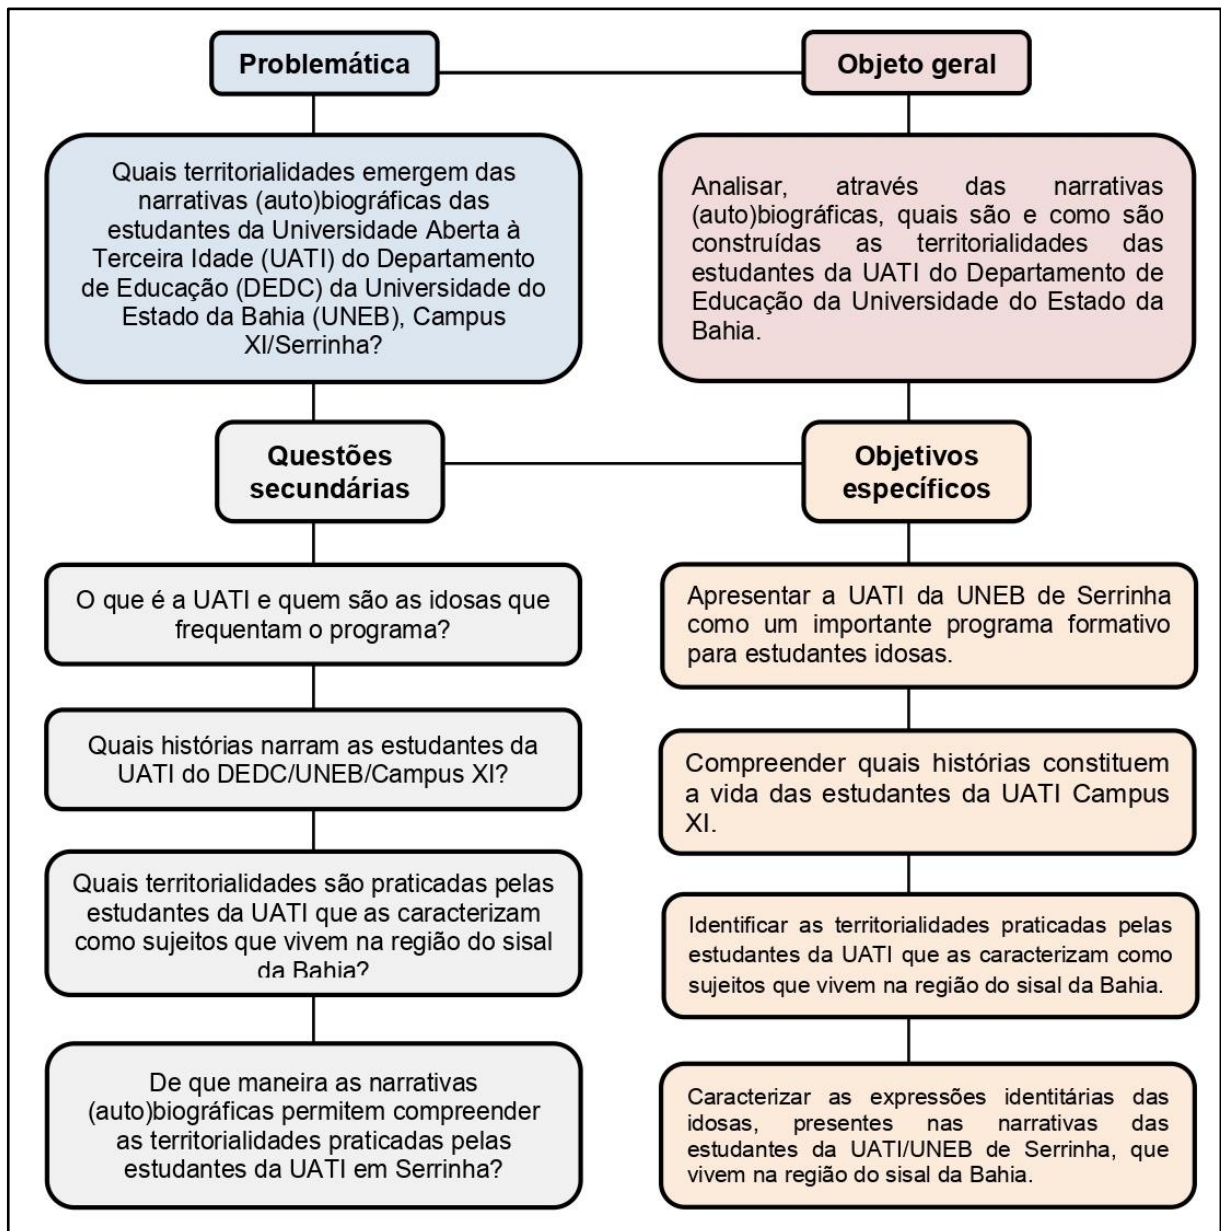 Problemática
Objeto geral
Quais territorialidades emergem das
narrativas (auto)biográficas das
estudantes da Universidade Aberta à
Terceira Idade (UATI) do Departamento
de Educação (DEDC) da Universidade do
Estado da Bahia (UNEB), Campus
XI/Serrinha?
Analisar, através das narrativas
(auto)biográficas, quais são e como são
construídas as territorialidades das
estudantes da UATI do Departamento de
Educação da Universidade do Estado da
Bahia.
Questões
secundárias
Objetivos
específicos
O que é a UATI e quem são as idosas que
frequentam o programa?
Apresentar a UATI da UNEB de Serrinha
como um importante programa formativo
para estudantes idosas.
Quais histórias narram as estudantes da
UATI do DEDC/UNEB/Campus XI?
Compreender quais histórias constituem
a vida das estudantes da UATI Campus
XI.
Quais territorialidades são praticadas pelas
estudantes da UATI que as caracterizam
como sujeitos que vivem na região do sisal
da Bahia?
Identificar as territorialidades praticadas pelas
estudantes da UATI que as caracterizam como
sujeitos que vivem na região do sisal da Bahia.
De que maneira as narrativas
(auto)biográficas permitem compreender
as territorialidades praticadas pelas
estudantes da UATI em Serrinha?
Caracterizar as expressões identitárias das
idosas, presentes nas narrativas das
estudantes da UATI/UNEB de Serrinha, que
vivem na região do sisal da Bahia.